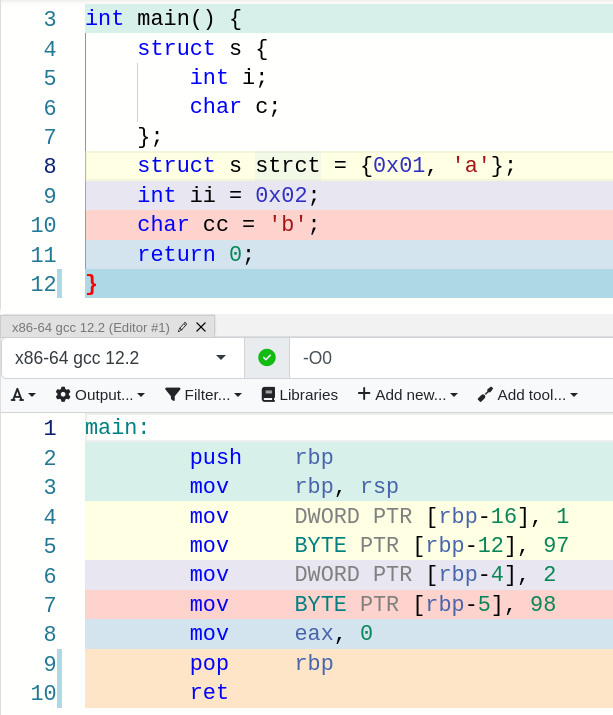 3 int main() {
4 struct s {
5 int i;
6 char c;
7 };
8 struct s strct = {0x01, 'a'};
9 int ii = 0x02;
10 char cc = 'b';
11 return 0;
12 }
x86-64 gcc 12.2 (Editor #1)
x86-64 gcc 12.2 -O0
A Output... Filter... Libraries Add new... Add tool...
1 main:
2 push rbp
3 mov rbp, rsp
4 mov DWORD PTR [rbp-16], 1
5 mov BYTE PTR [rbp-12], 97
6 mov DWORD PTR [rbp-4], 2
7 mov BYTE PTR [rbp-5], 98
8 mov eax, 0
9 pop rbp
10 ret